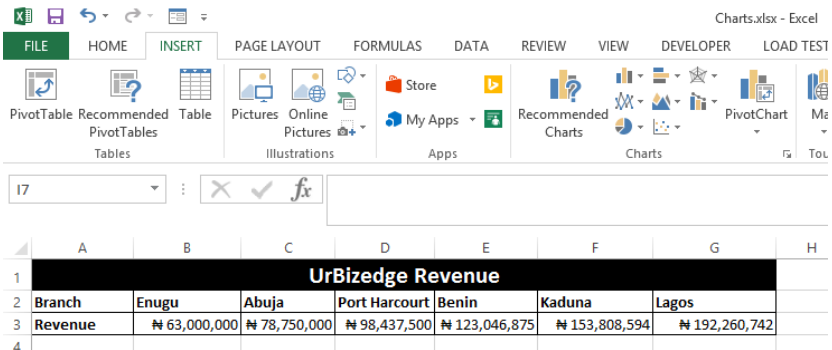 Charts.xlsx - Excel
FILE HOME INSERT PAGE LAYOUT FORMULAS DATA REVIEW VIEW DEVELOPER LOAD TEST
Store
PivotTable Recommended Table Pictures Online My Apps Recommended PivotChart
PivotTables Pictures Charts
Tables Illustrations Apps Charts
I7 fx
A B C D E F G H
1 UrBizedge Revenue
2 Branch Enugu Abuja Port Harcourt Benin Kaduna Lagos
3 Revenue ₦ 63,000,000 ₦ 78,750,000 ₦ 98,437,500 ₦ 123,046,875 ₦ 153,808,594 ₦ 192,260,742
4